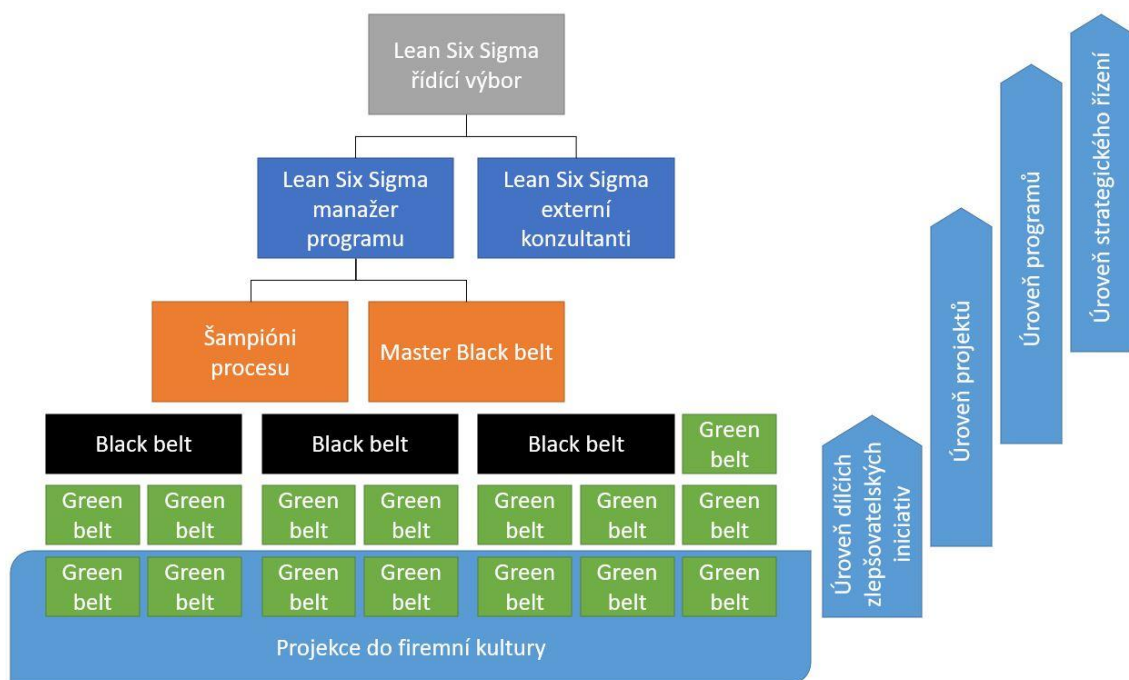 Lean Six Sigma
řídící výbor
Lean Six Sigma
manažer
programu
Lean Six Sigma
externí
konzultanti
Šampióni
procesu
Master Black belt
Black belt
Black belt
Black belt
Green
belt
Green
belt
Green
belt
Green
belt
Green
belt
Green
belt
Green
belt
Green
belt
Green
belt
Green
belt
Green
belt
Green
belt
Green
belt
Green
belt
Green
belt
Projekce do firemní kultury
Úroveň dílčích
zlepšovatelských
iniciativ
Úroveň projektů
Úroveň programů
Úroveň strategického řízení